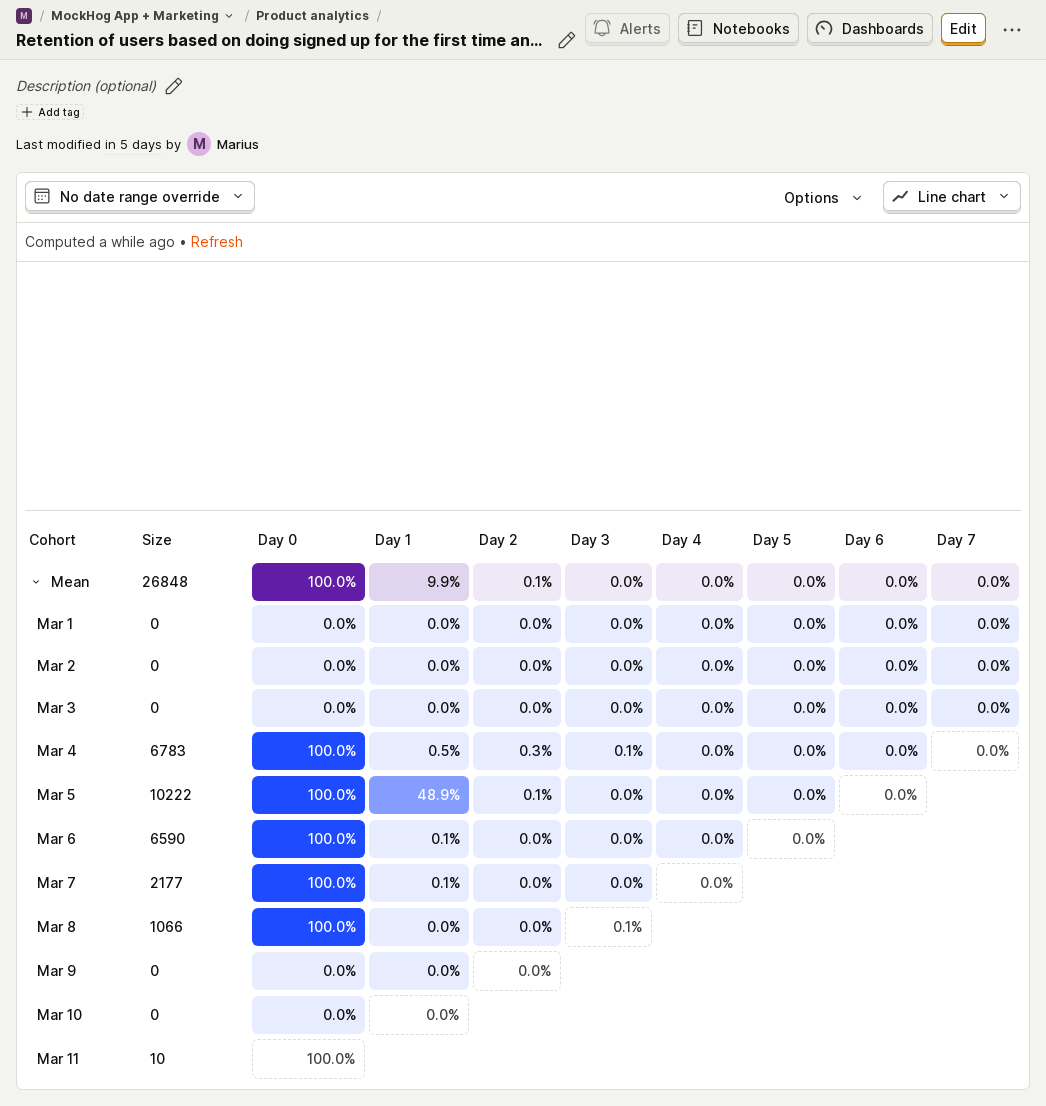 M / MockHog App + Marketing / Product analytics /
Retention of users based on doing signed up for the first time an...
Alerts Notebooks Dashboards Edit
Description (optional)
Add tag
Last modified in 5 days by M Marius
No date range override Options Line chart
Computed a while ago • Refresh
Cohort Size Day 0 Day 1 Day 2 Day 3 Day 4 Day 5 Day 6 Day 7
Mean 26848 100.0% 9.9% 0.1% 0.0% 0.0% 0.0% 0.0% 0.0%
Mar 1 0 0.0% 0.0% 0.0% 0.0% 0.0% 0.0% 0.0% 0.0%
Mar 2 0 0.0% 0.0% 0.0% 0.0% 0.0% 0.0% 0.0% 0.0%
Mar 3 0 0.0% 0.0% 0.0% 0.0% 0.0% 0.0% 0.0% 0.0%
Mar 4 6783 100.0% 0.5% 0.3% 0.1% 0.0% 0.0% 0.0% 0.0%
Mar 5 10222 100.0% 48.9% 0.1% 0.0% 0.0% 0.0% 0.0%
Mar 6 6590 100.0% 0.1% 0.0% 0.0% 0.0% 0.0%
Mar 7 2177 100.0% 0.1% 0.0% 0.0% 0.0%
Mar 8 1066 100.0% 0.0% 0.0% 0.1%
Mar 9 0 0.0% 0.0% 0.0%
Mar 10 0 0.0% 0.0%
Mar 11 10 100.0%